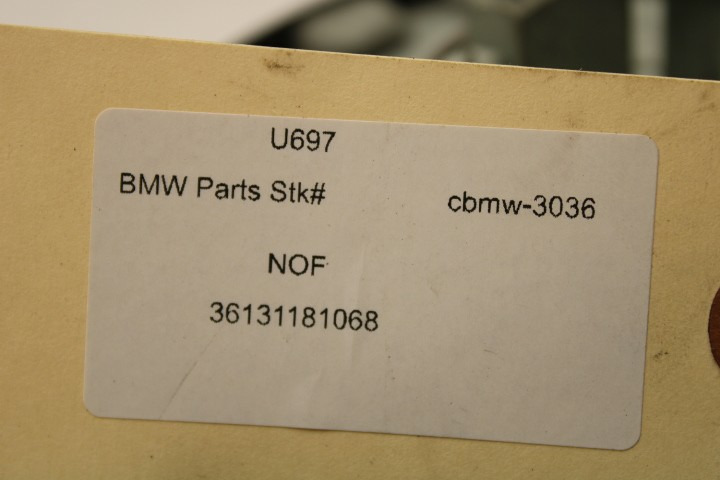 U697
BMW Parts Stk# cbmw-3036
NOF
36131181068